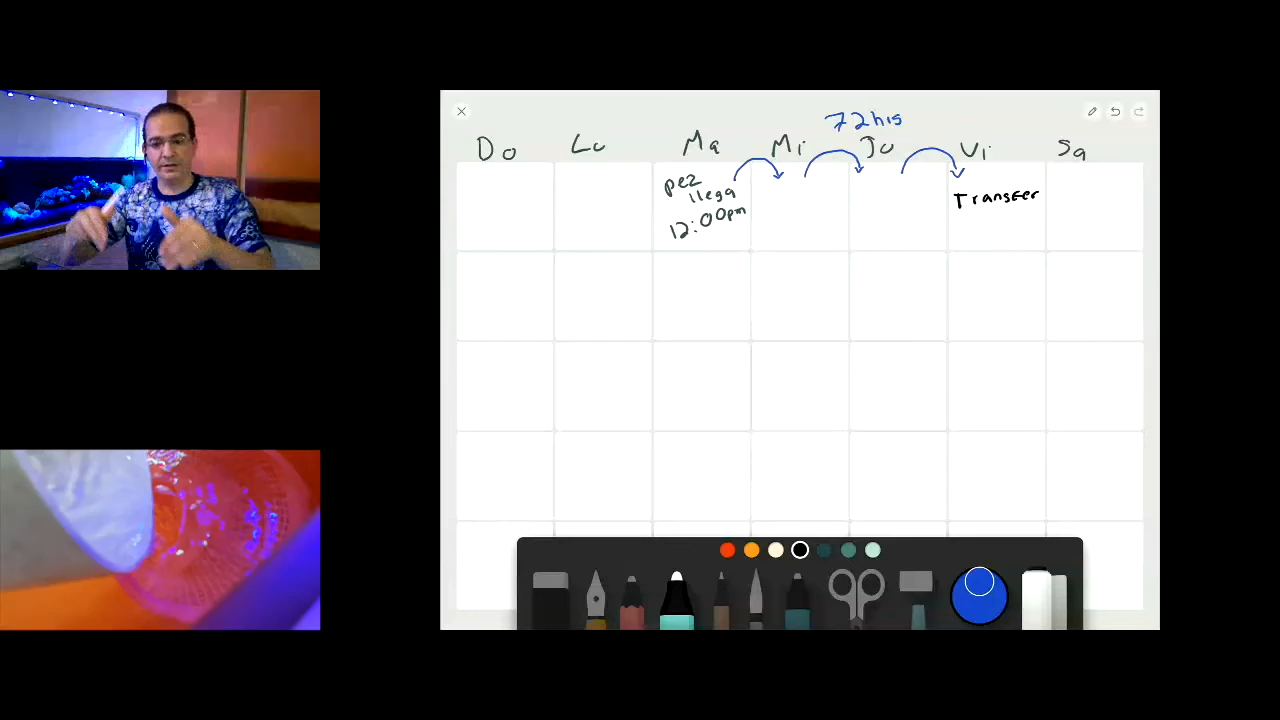 72hrs
Do Lu Ma Mi Ju Vi Sa
pez
llega
12:00pm
Transfer